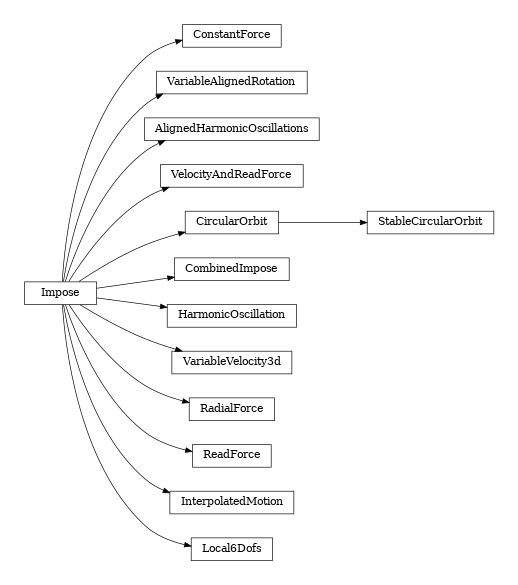 ConstantForce
VariableAlignedRotation
AlignedHarmonicOscillations
VelocityAndReadForce
CircularOrbit
StableCircularOrbit
CombinedImpose
Impose
HarmonicOscillation
VariableVelocity3d
RadialForce
ReadForce
InterpolatedMotion
Local6Dofs